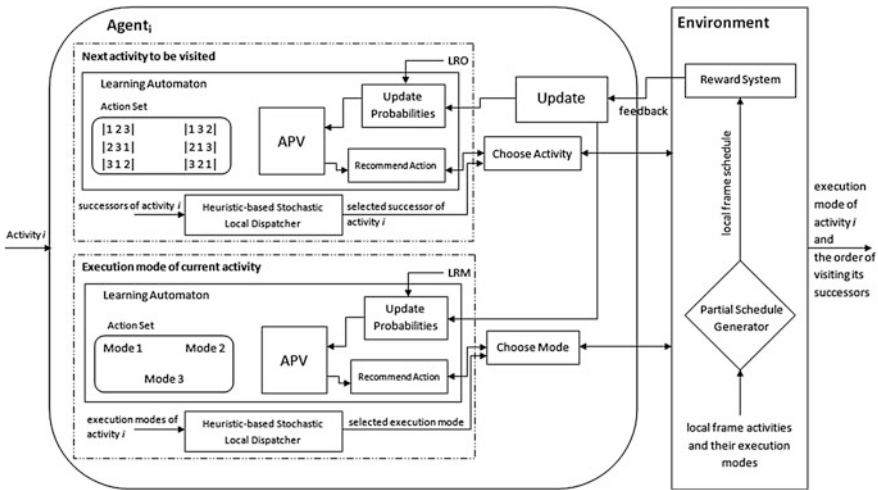 Agenti
Environment
Next activity to be visited
LRO
Learning Automaton
Action Set
|1 2 3|
|1 3 2|
|2 3 1|
|2 1 3|
|3 1 2|
|3 2 1|
APV
Update
Probabilities
Recommend Action
Update
Choose Activity
feedback
Reward System
successors of activity i
Heuristic-based Stochastic
Local Dispatcher
selected successor of
activity i
Activity i
local frame schedule
execution
mode of
activity i
and
the order of
visiting its
successors
Execution mode of current activity
LRM
Learning Automaton
Action Set
Mode 1
Mode 2
Mode 3
APV
Update
Probabilities
Recommend Action
Choose Mode
Partial Schedule
Generator
execution modes of
activity i
Heuristic-based Stochastic
Local Dispatcher
selected execution mode
local frame activities
and their execution
modes